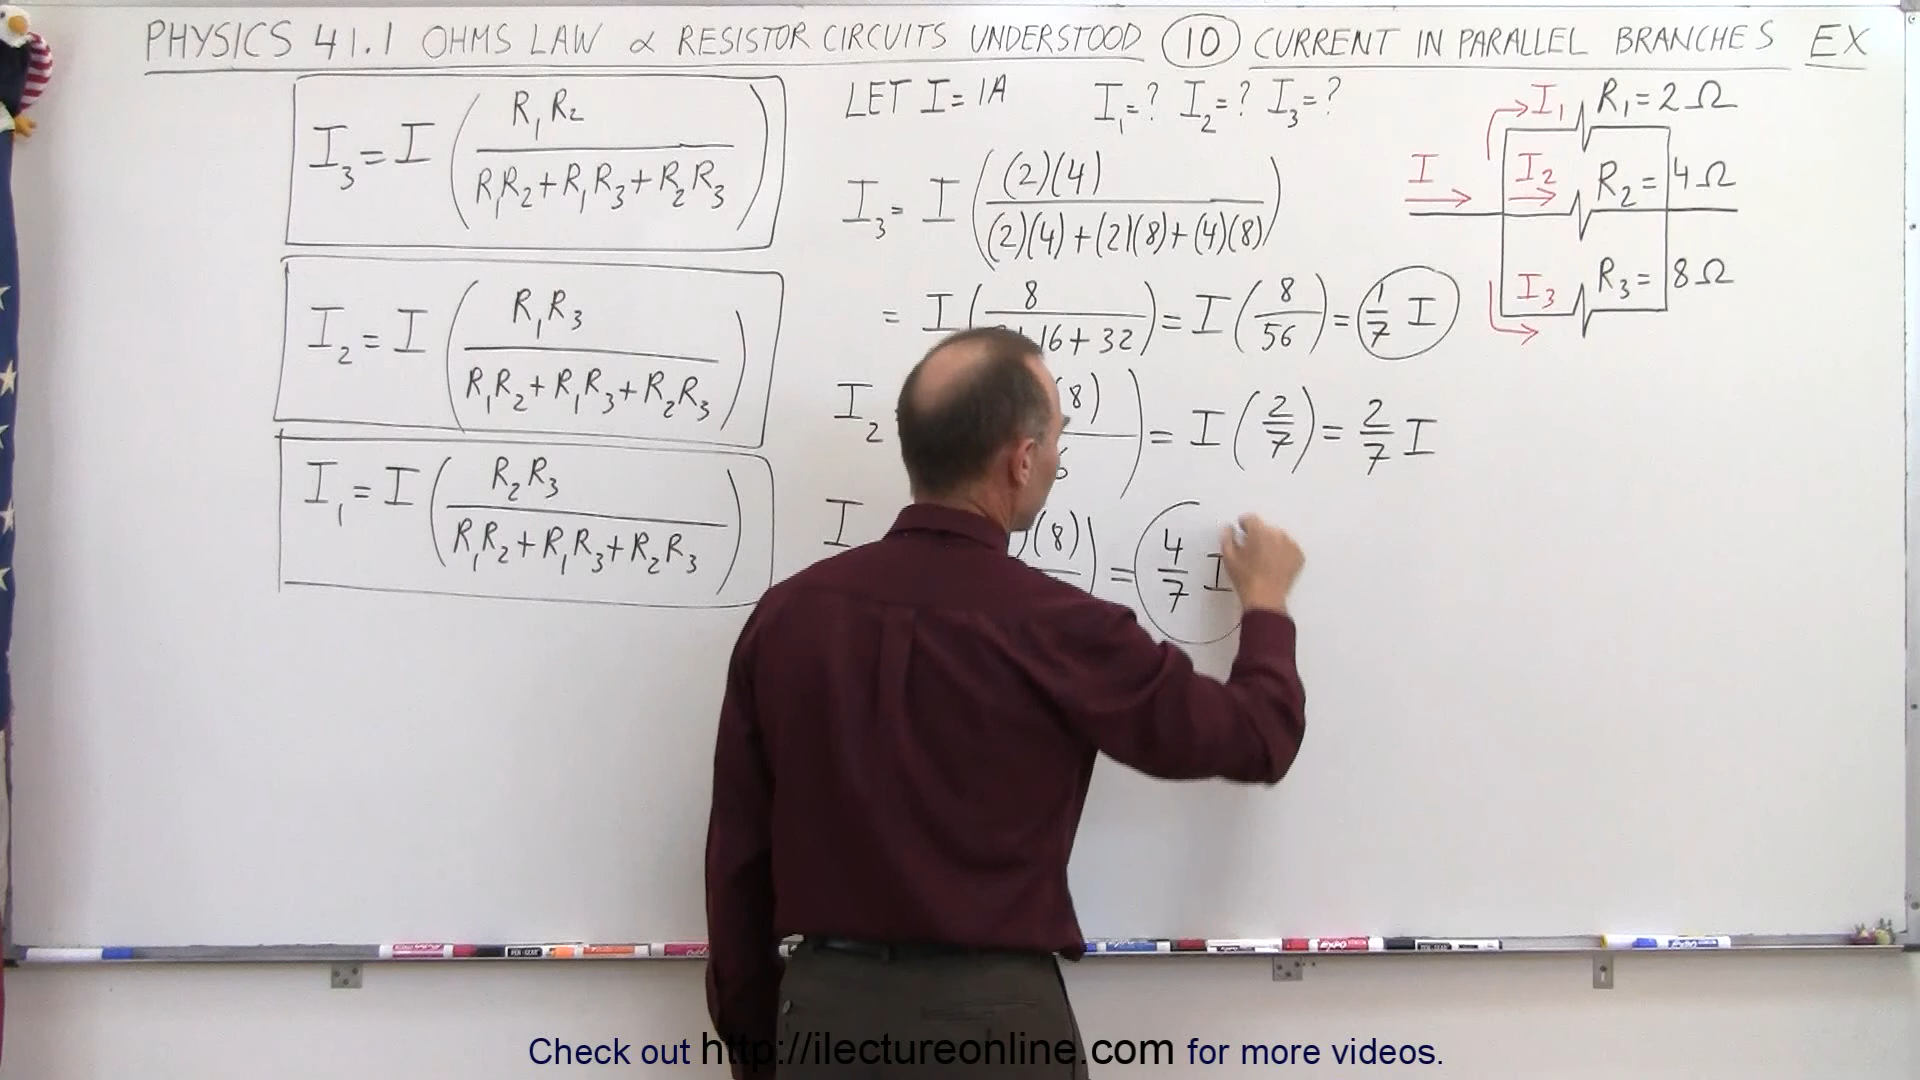 PHYSICS 41.1 OHMS LAW & RESISTOR CIRCUITS UNDERSTOOD 10 CURRENT IN PARALLEL BRANCHES EX
I₃ = I (R₁R₂ / (R₁R₂ + R₁R₃ + R₂R₃))
I₂ = I (R₁R₃ / (R₁R₂ + R₁R₃ + R₂R₃))
I₁ = I (R₂R₃ / (R₁R₂ + R₁R₃ + R₂R₃))
LET I = 1A I₁ = ? I₂ = ? I₃ = ?
I₃ = I ((2)(4) / ((2)(4) + (2)(8) + (4)(8)))
= I (8 / 16 + 32) = I (8/56) = 1/7 I
I₂ 8) = I (2/7) = 2/7 I
I (8)) = 4/7 I
I₁ R₁ = 2 Ω
I I₂ R₂ = 4 Ω
I₃ R₃ = 8 Ω
Check out http://ilectureonline.com for more videos.